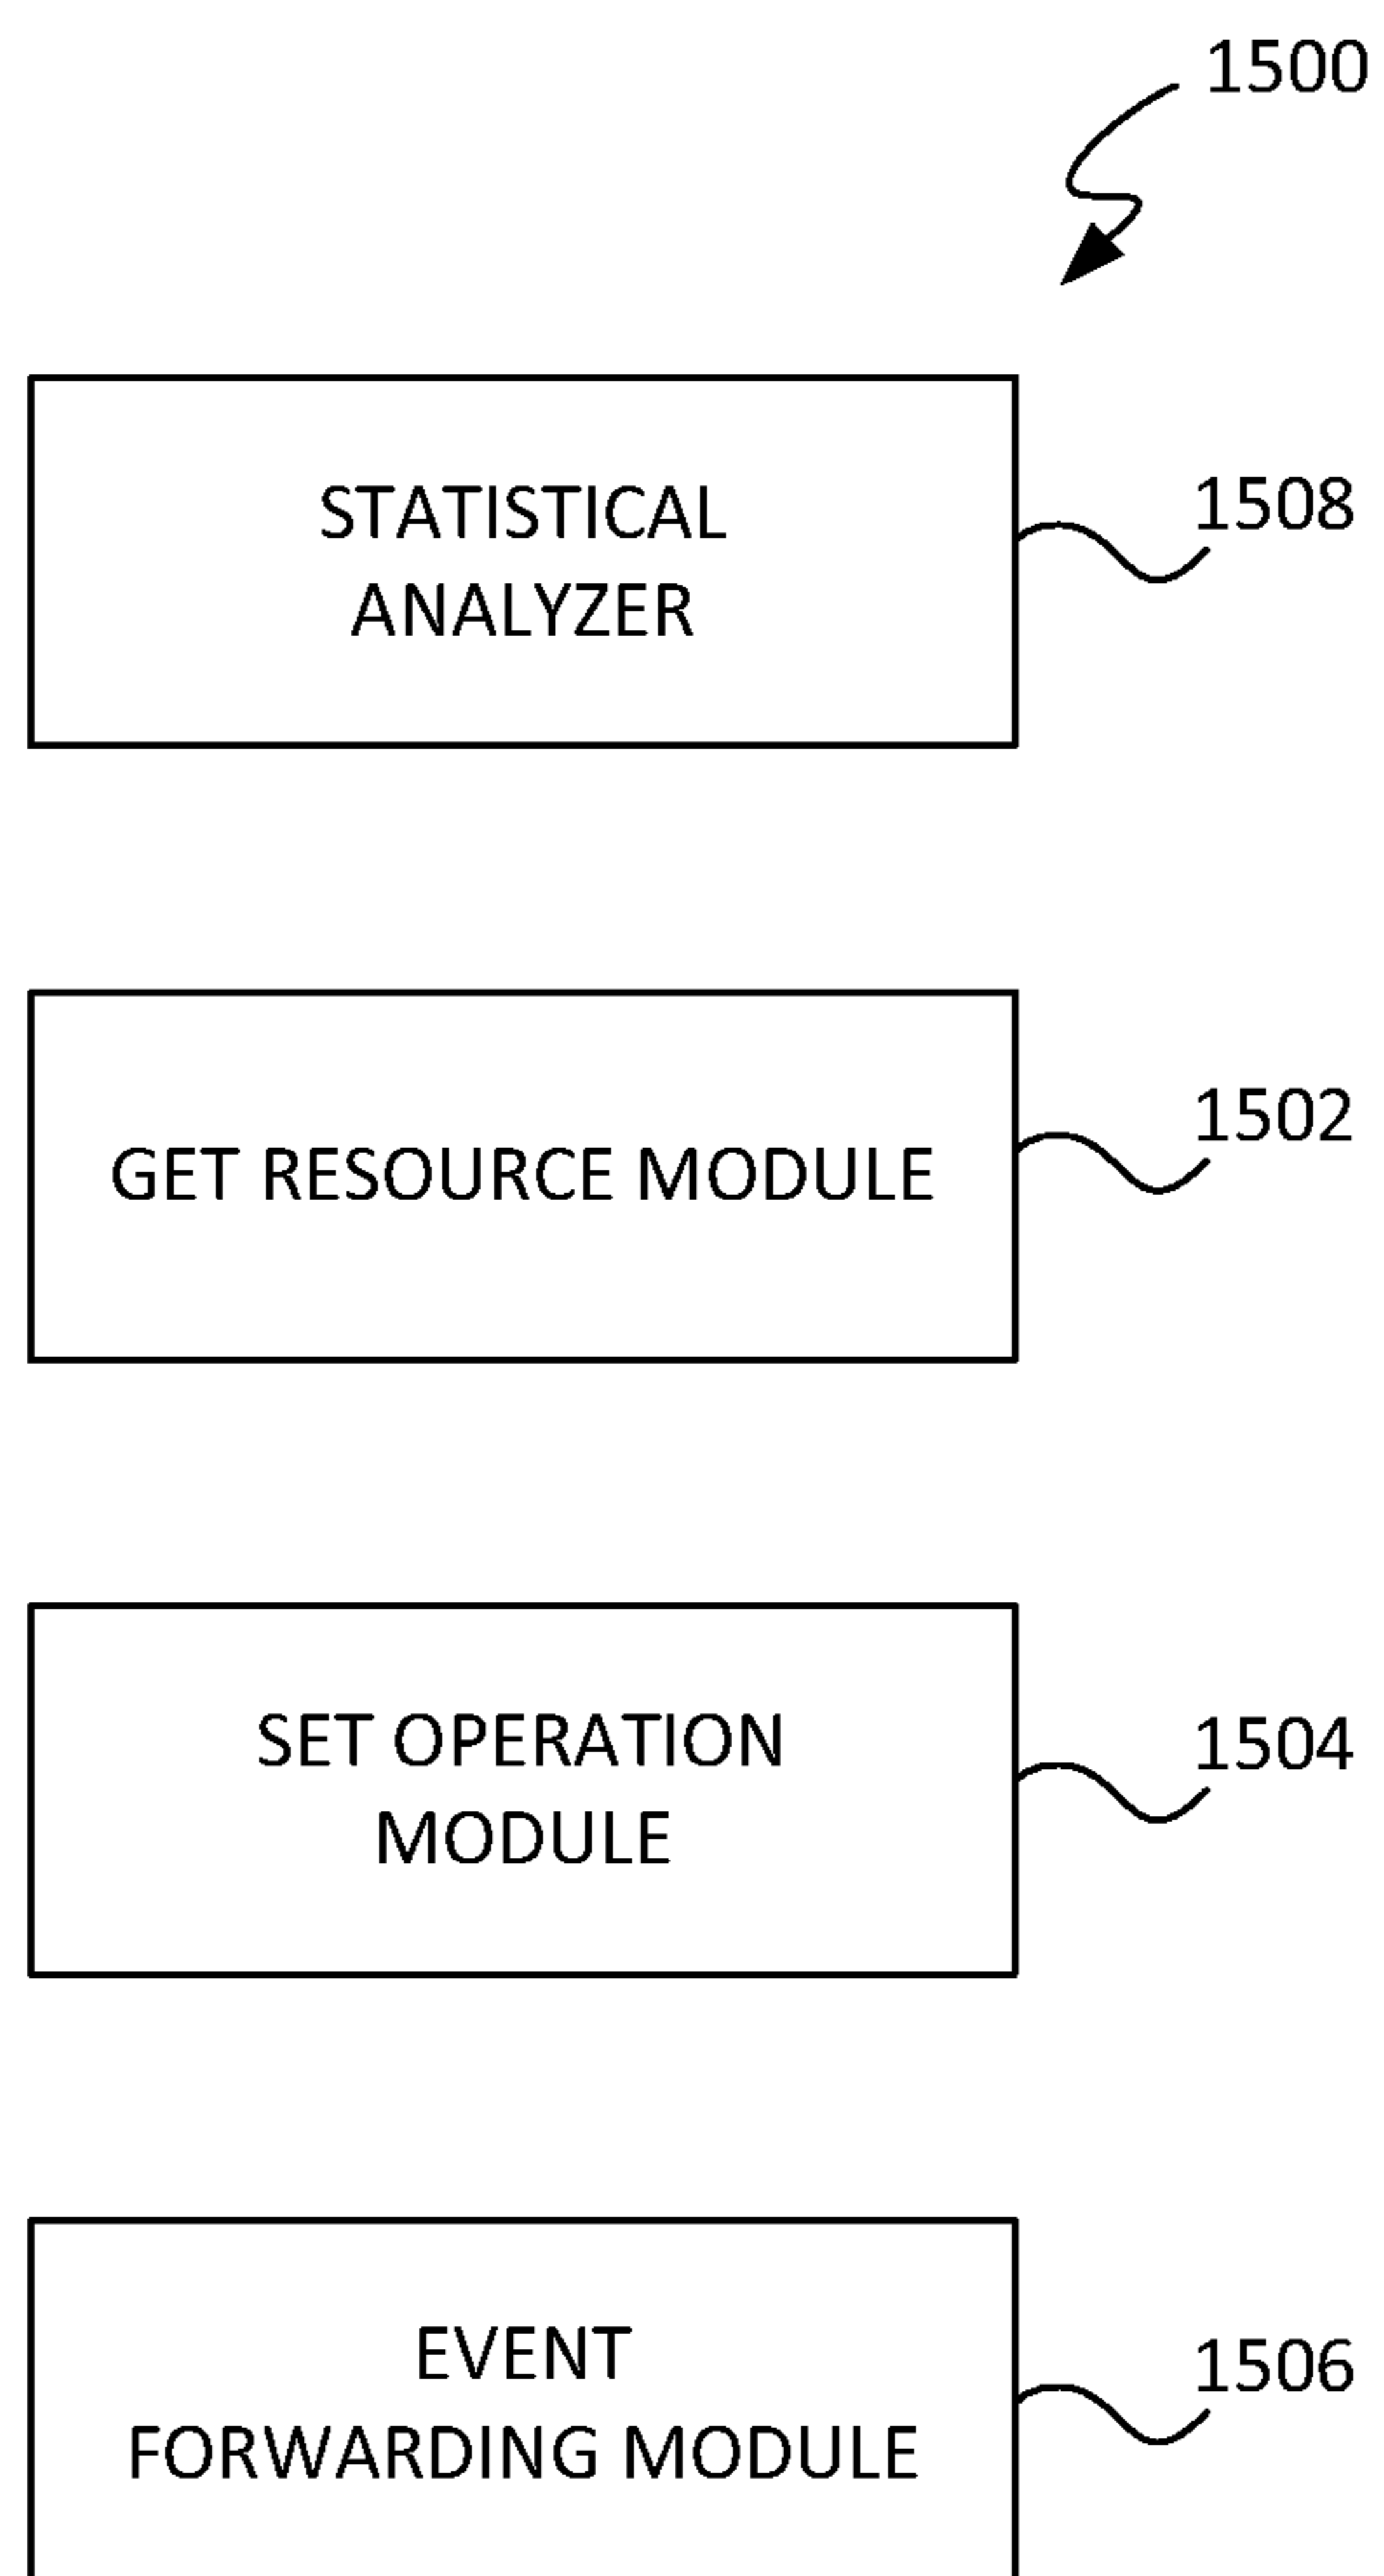 1500
STATISTICAL
ANALYZER
1508
GET RESOURCE MODULE
1502
SET OPERATION
MODULE
1504
EVENT
FORWARDING MODULE
1506